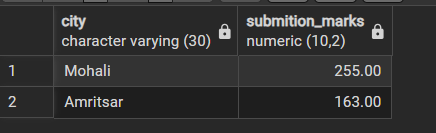 city submition_marks
character varying (30) numeric (10,2)
1 Mohali 255.00
2 Amritsar 163.00